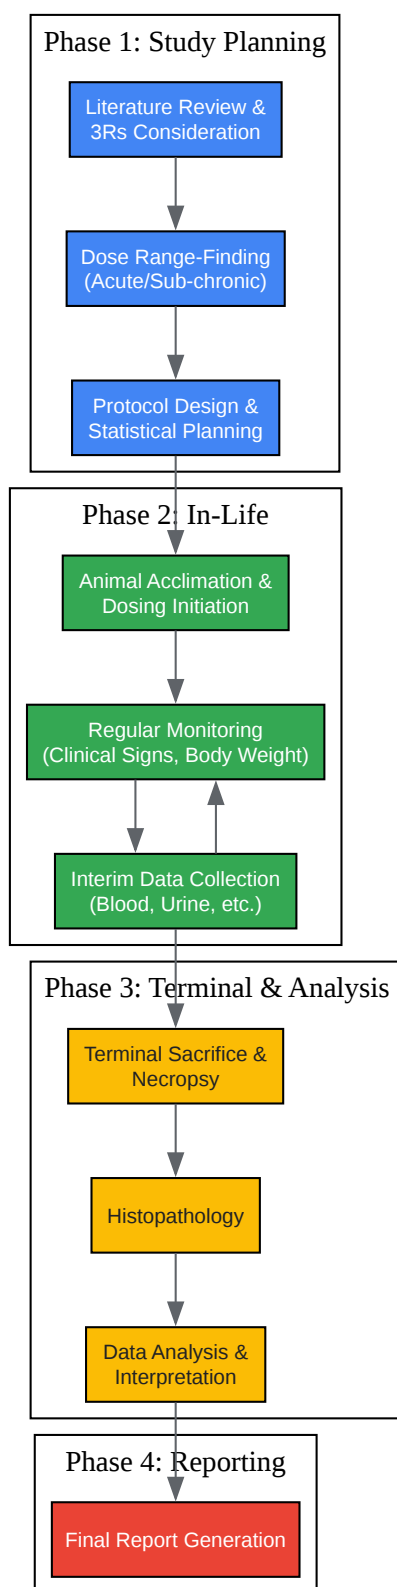 Phase 1: Study Planning
Literature Review &
3Rs Consideration
Dose Range-Finding
(Acute/Sub-chronic)
Protocol Design &
Statistical Planning
Phase 2: In-Life
Animal Acclimation &
Dosing Initiation
Regular Monitoring
(Clinical Signs, Body Weight)
Interim Data Collection
(Blood, Urine, etc.)
Phase 3: Terminal & Analysis
Terminal Sacrifice &
Necropsy
Histopathology
Data Analysis &
Interpretation
Phase 4: Reporting
Final Report Generation